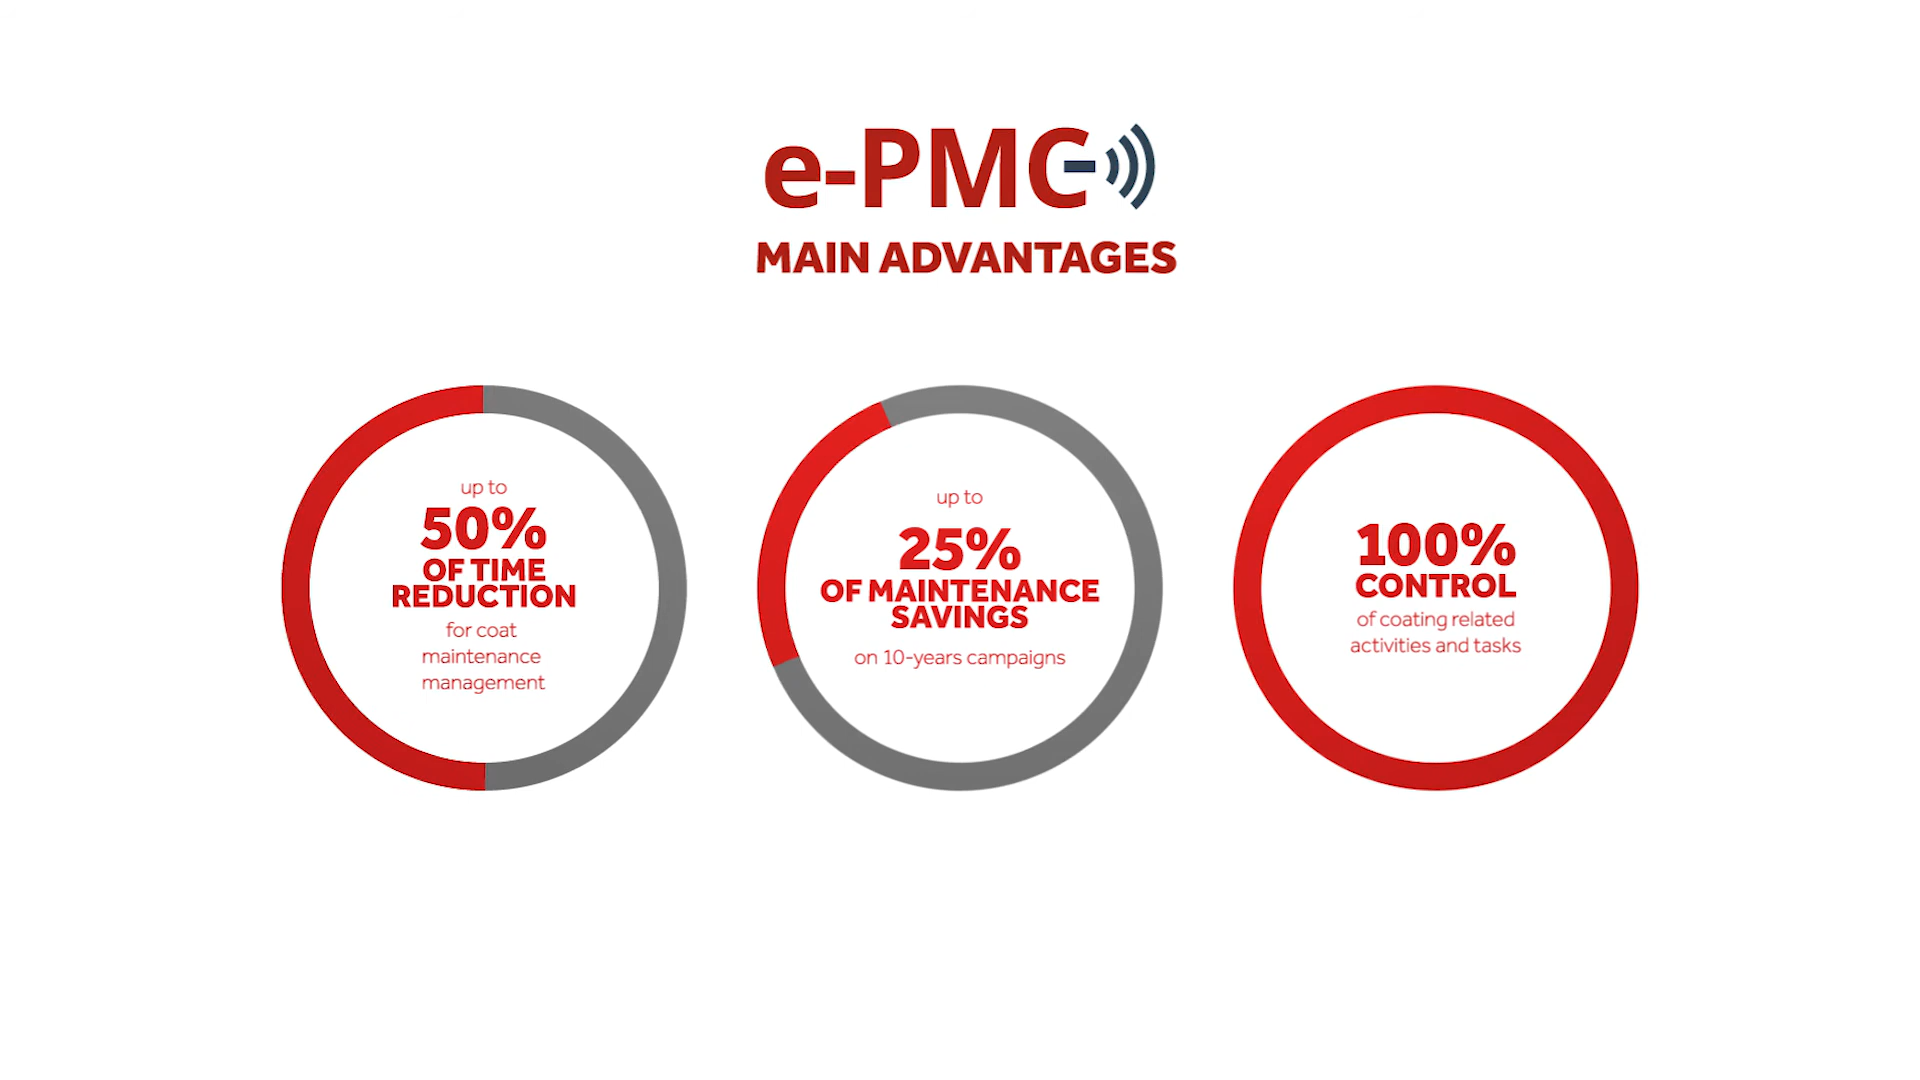 e-PMC
MAIN ADVANTAGES
up to
50%
OF TIME
REDUCTION
for coat
maintenance
management
up to
25%
OF MAINTENANCE
SAVINGS
on 10-years campaigns
100%
CONTROL
of coating related
activities and tasks